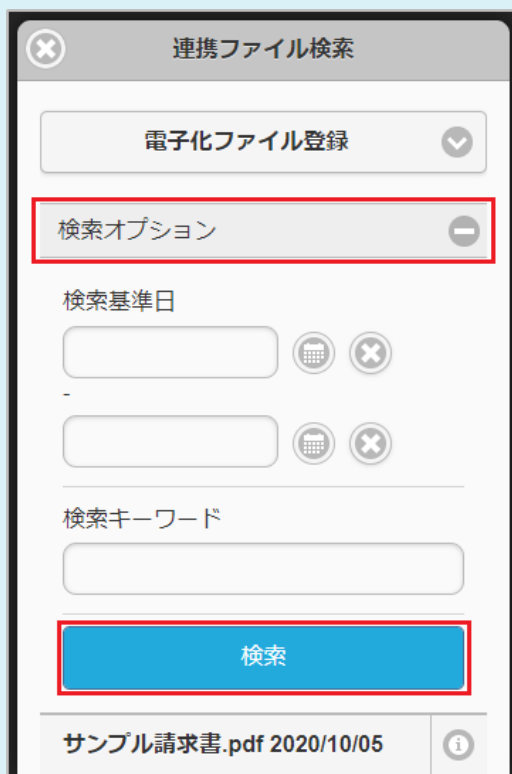 連携ファイル検索
電子化ファイル登録
検索オプション
検索基準日
-
検索キーワード
検索
サンプル請求書.pdf 2020/10/05